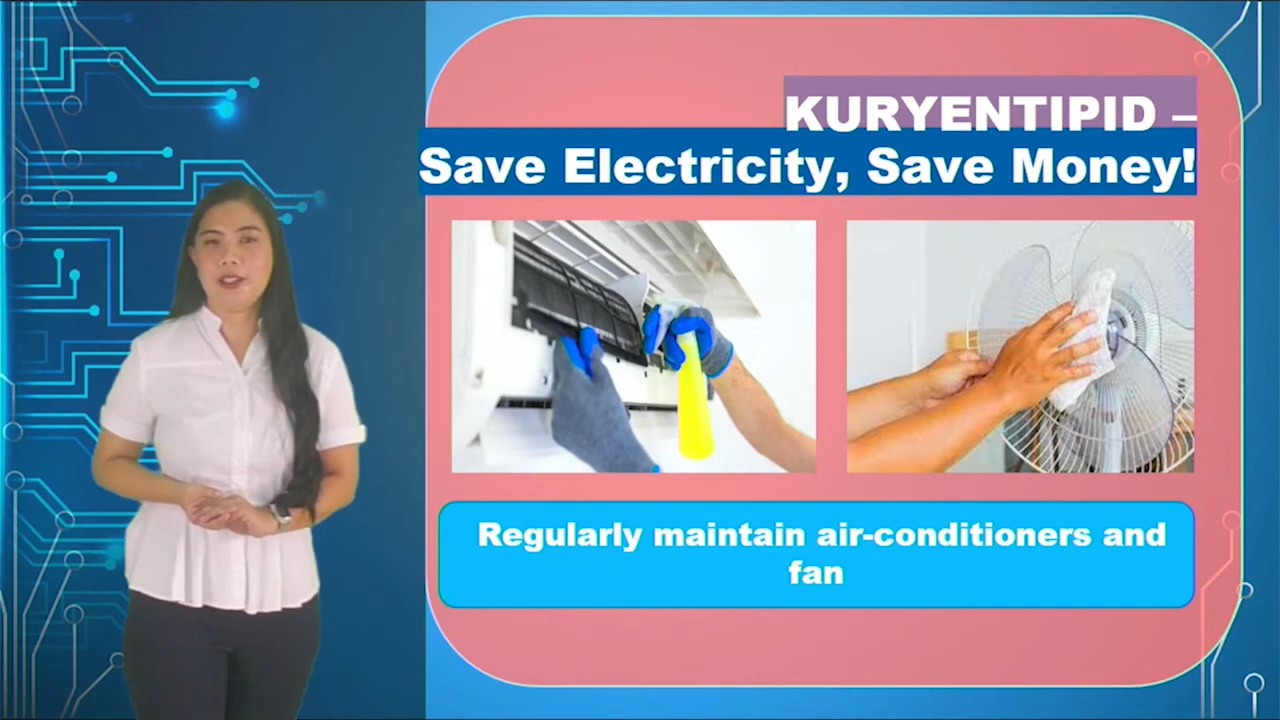 KURYENTIPID –
Save Electricity, Save Money!
Regularly maintain air-conditioners and
fan